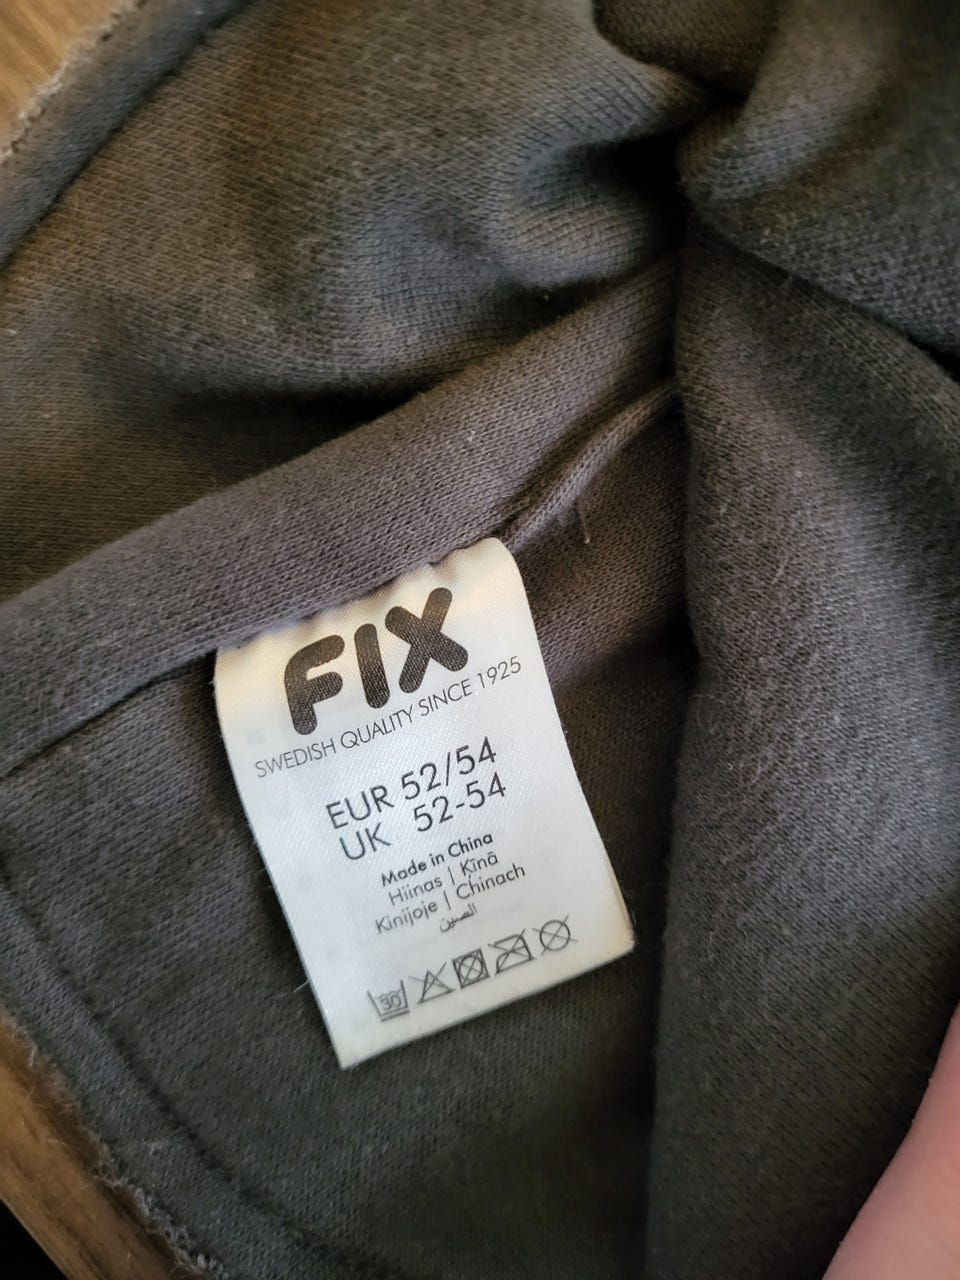 FIX
SWEDISH QUALITY SINCE 1925
EUR 52/54
UK 52-54
Made in China
Hiinas | Ķīnā
Kinijoje | Chinach
الصين
30